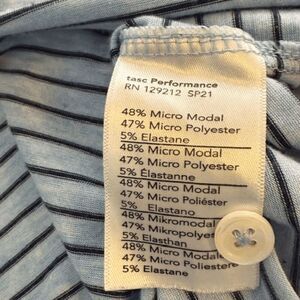 tasc Performance
RN 129212 SP21
48% Micro Modal
47% Micro Polyester
5% Elastane
48% Micro Modal
47% Micro Polyester
5% Élastanne
48% Micro Modal
47% Micro Poliéster
5% Elastano
48% Mikromodal
47% Mikropolyester
5% Elasthan
48% Micro Modal
47% Micro Polyeste
5% Elastane